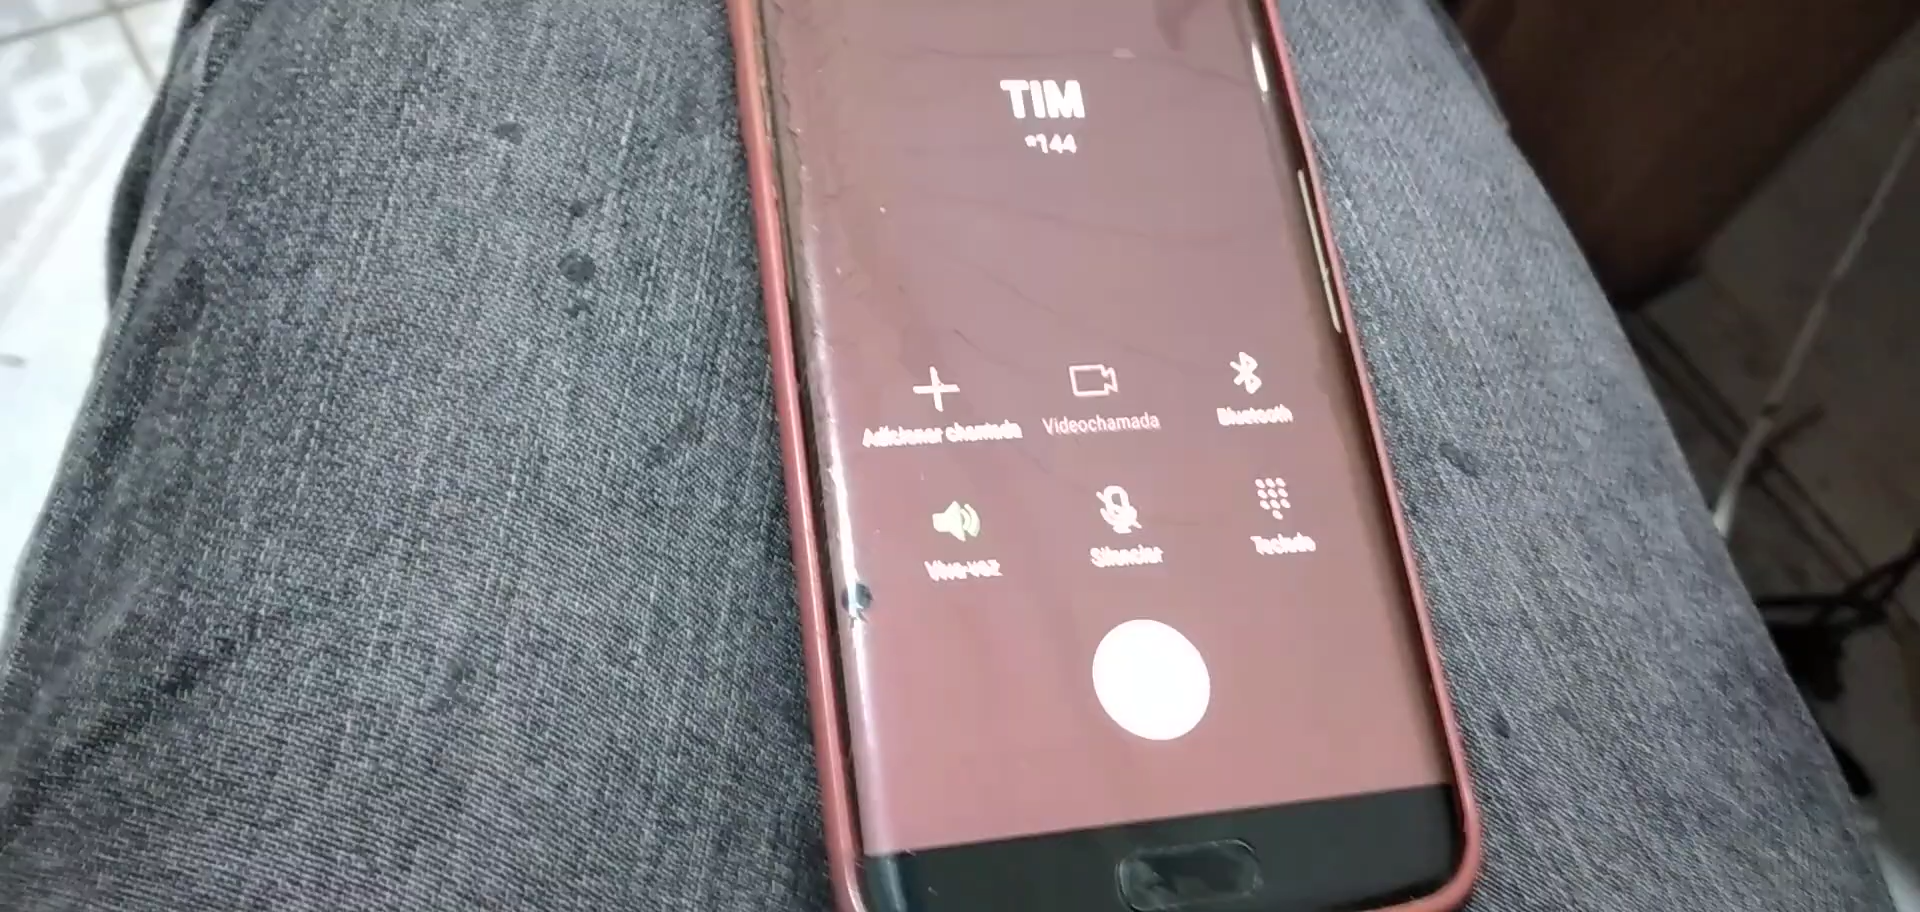 TIM
*144
Adicionar chamada
Videochamada
Bluetooth
Viva-voz
Silenciar
Teclado